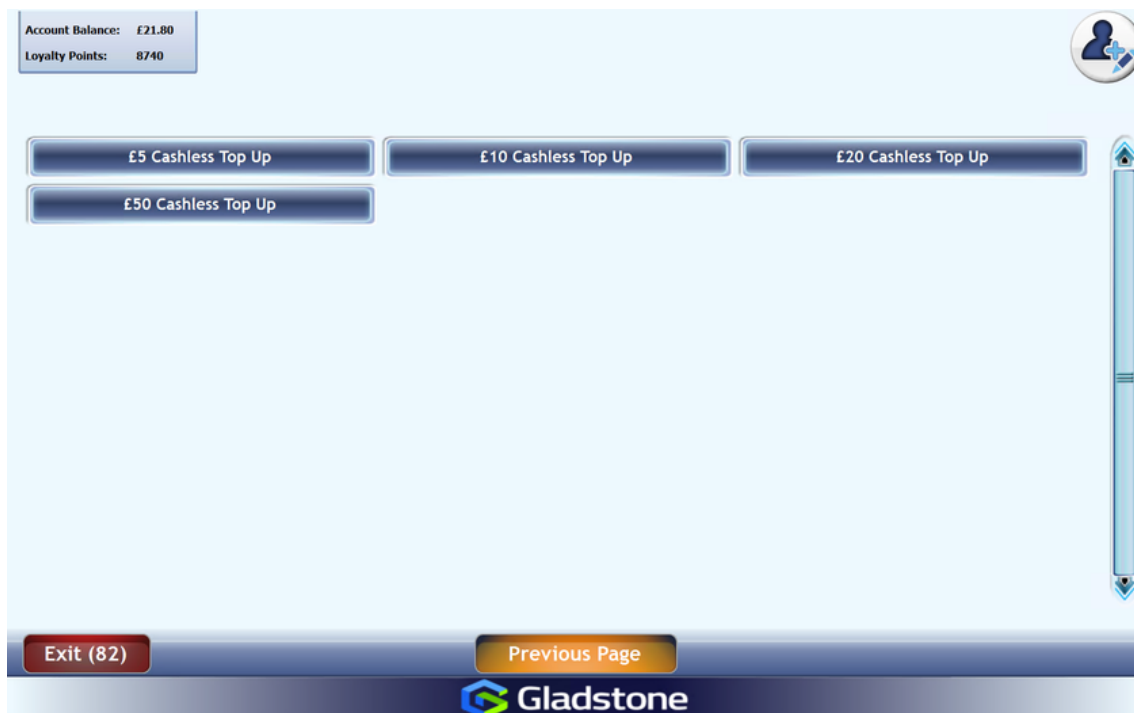 Account Balance: £21.80
Loyalty Points: 8740
£5 Cashless Top Up £10 Cashless Top Up £20 Cashless Top Up
£50 Cashless Top Up
Exit (82) Previous Page
Gladstone